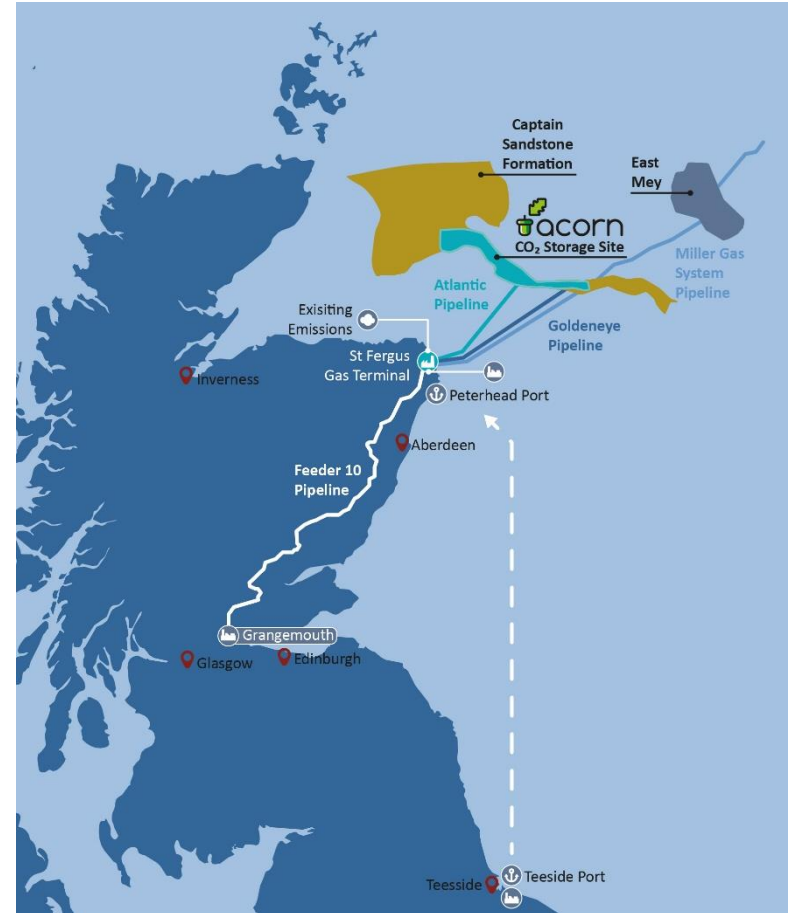 Captain
Sandstone
Formation
East
Mey
acorn
CO₂ Storage Site
Miller Gas
System
Pipeline
Atlantic
Pipeline
Goldeneye
Pipeline
Exisiting
Emissions
St Fergus
Gas Terminal
Inverness
Peterhead Port
Aberdeen
Feeder 10
Pipeline
Grangemouth
Glasgow
Edinburgh
Teesside
Teeside Port